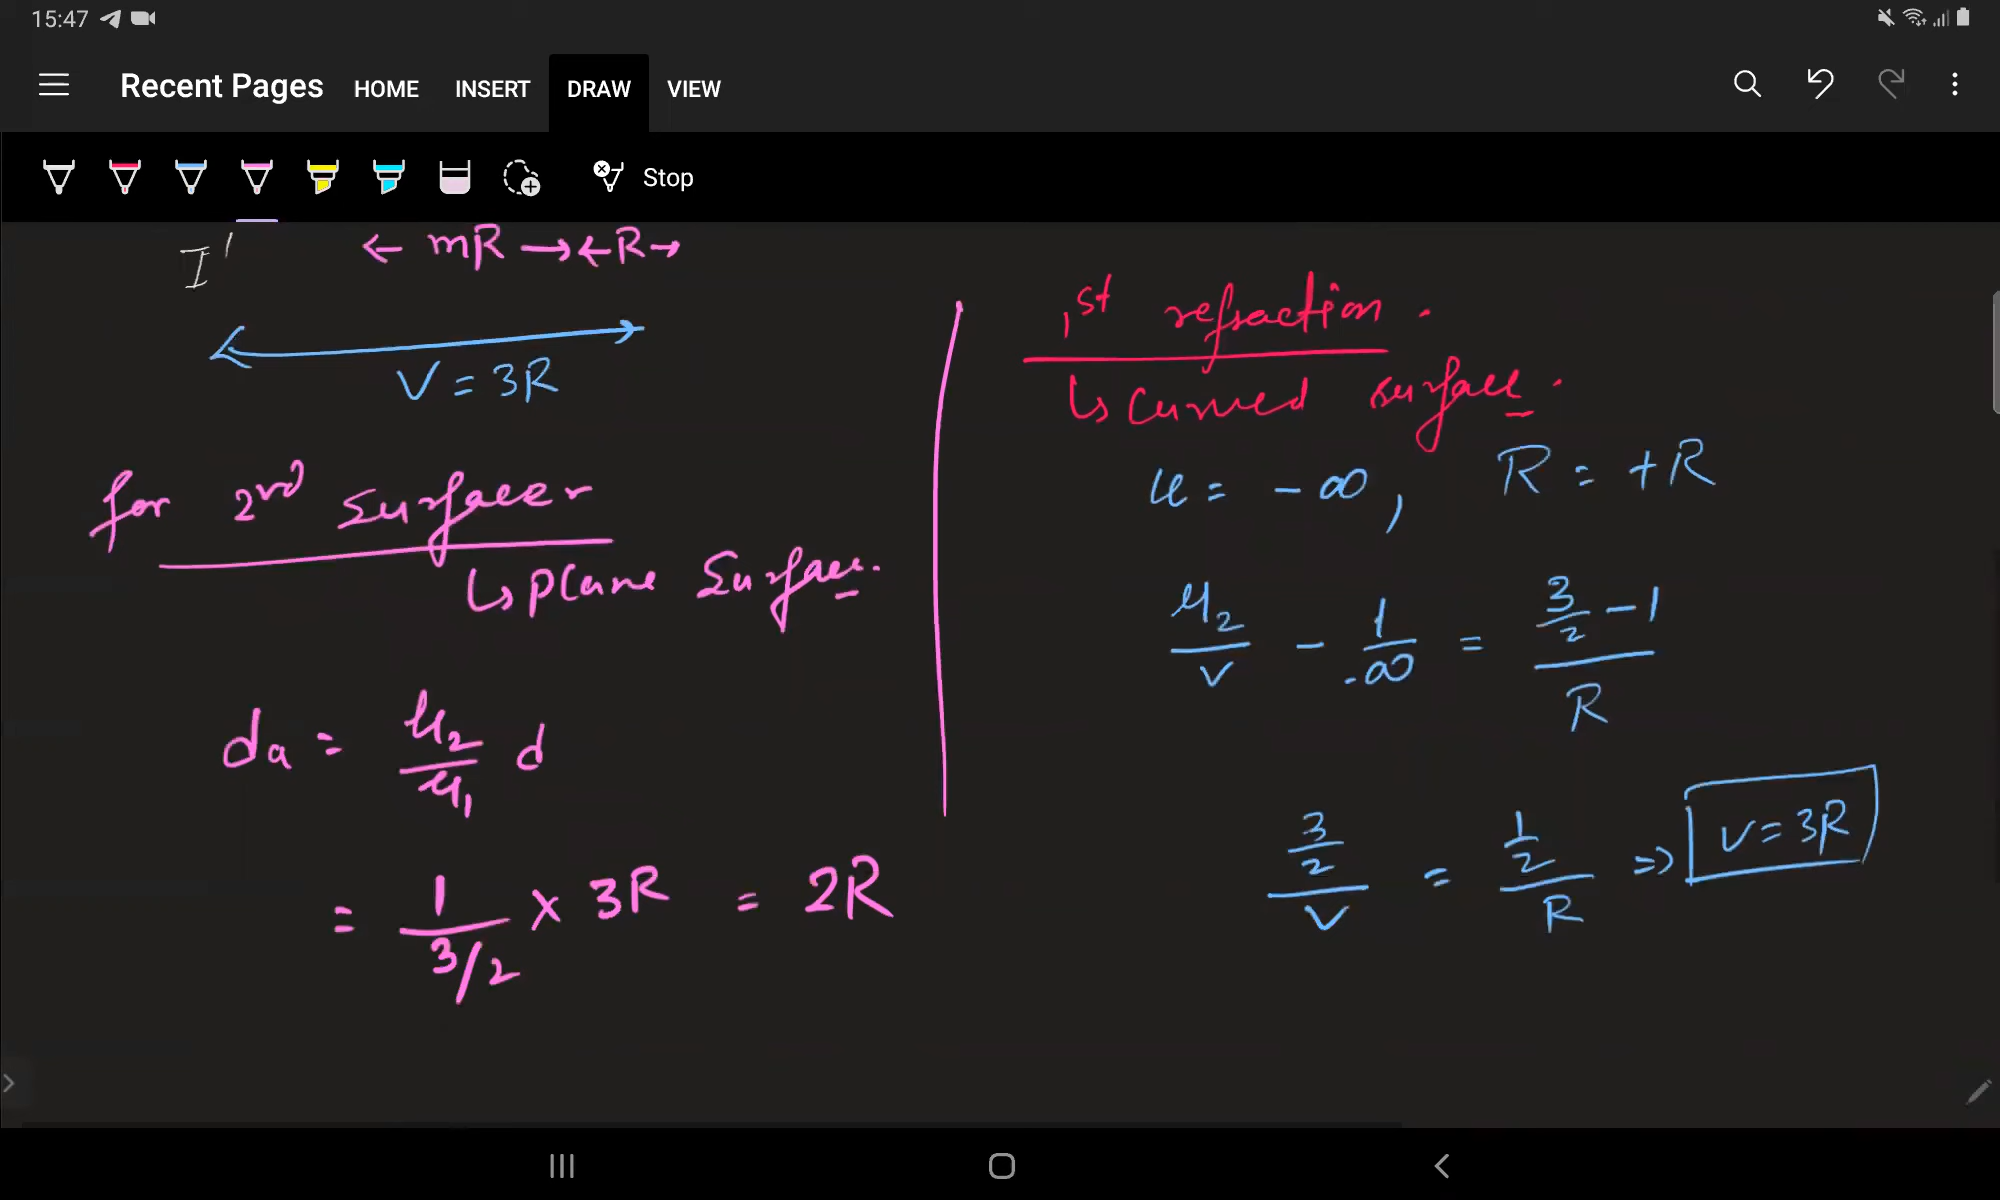 15:47
Recent Pages HOME INSERT DRAW VIEW
Stop
I' ← mR →←R→
V = 3R
for 2nd Surface
↳ plane Surface.
da = μ2/μ1 d
= 1/3/2 × 3R = 2R
1st refraction.
↳ curved surface.
u = -∞, R = +R
μ2/v - 1/-∞ = 3/2 - 1/R
3/2/v = 1/2/R ⇒ v = 3R